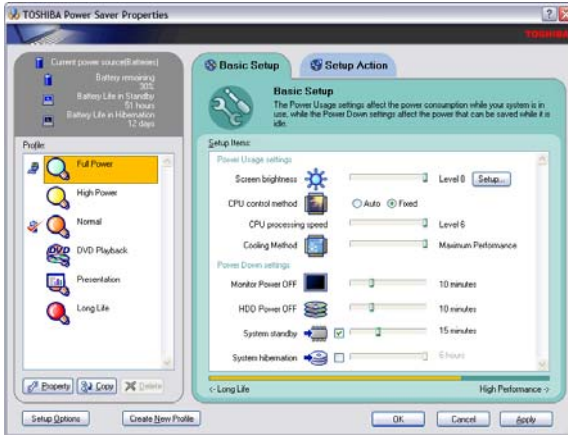 TOSHIBA Power Saver Properties
TOSHIBA
Current power source(Batteries)
Battery remaining
30%
Battery Life in Standby
51 hours
Battery Life in Hibernation
12 days
Profile:
Full Power
High Power
Normal
DVD Playback
Presentation
Long Life
Property
Copy
Delete
Setup Options
Create New Profile
Basic Setup
Setup Action
Basic Setup
The Power Usage settings affect the power consumption while your system is in
use, while the Power Down settings affect the power that can be saved while it is
idle.
Setup Items:
Power Usage settings
Screen brightness
Level 0
Setup...
CPU control method
Auto
Fixed
CPU processing speed
Level 6
Cooling Method
Maximum Performance
Power Down settings
Monitor Power OFF
10 minutes
HDD Power OFF
10 minutes
System standby
15 minutes
System hibernation
6 hours
<- Long Life
High Performance ->
OK
Cancel
Apply